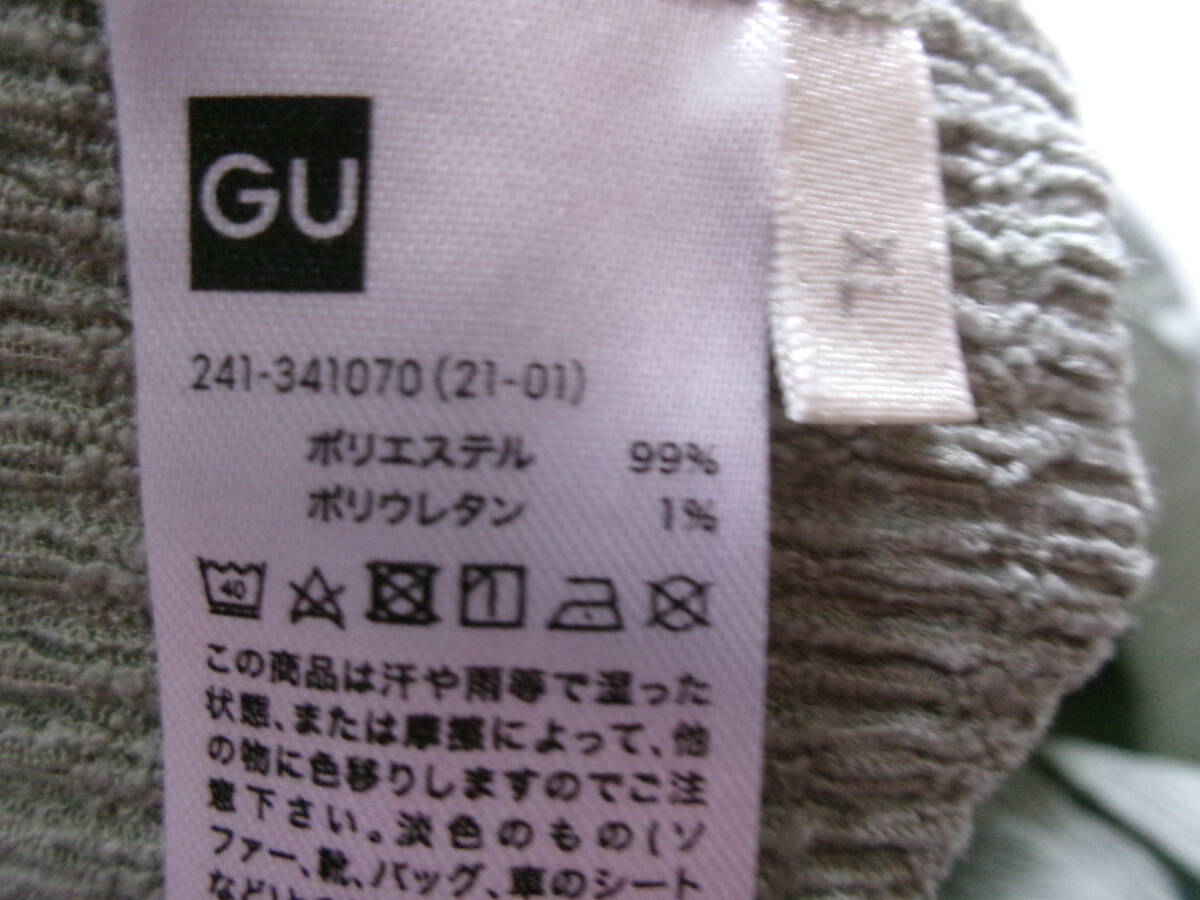 GU
XL
241-341070(21-01)
ポリエステル 99%
ポリウレタン 1%
40
この商品は汗や雨等で湿った
状態、または摩擦によって、他
の物に色移りしますのでご注
意下さい。淡色のもの(ソ
ファー、靴、バッグ、車のシート
など)